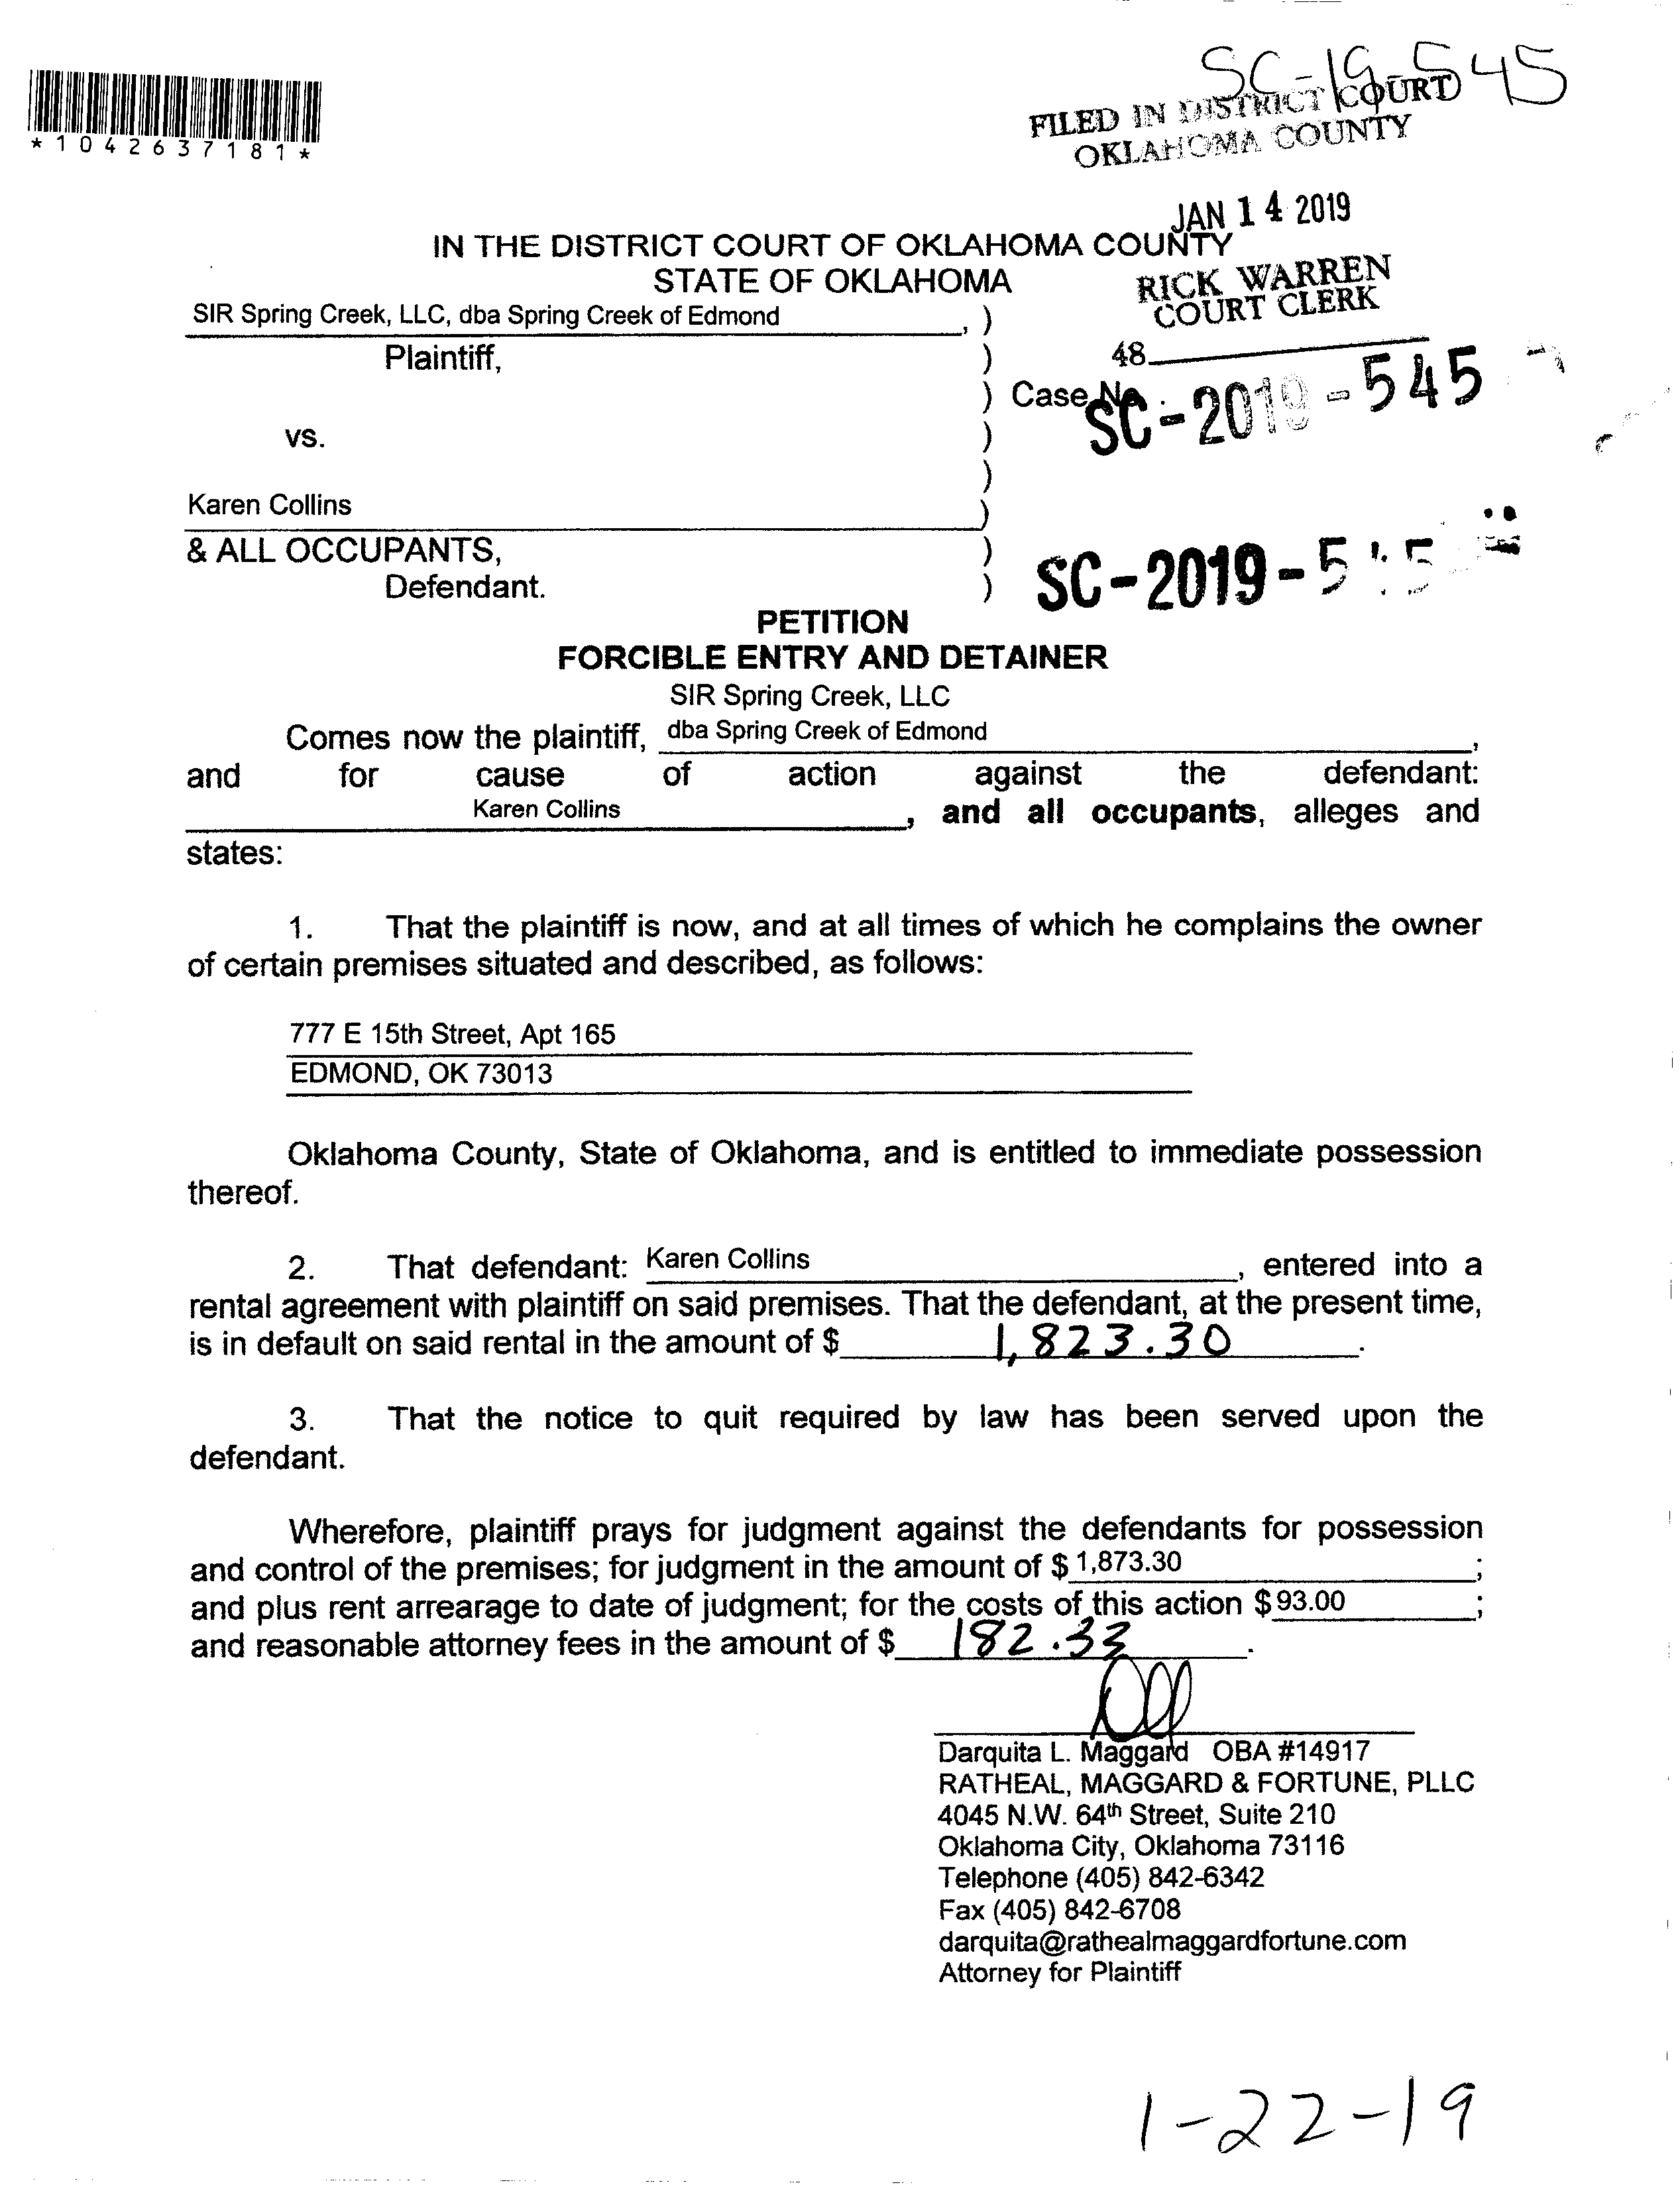 SC-19-545
*1042637181*
FILED IN DISTRICT COURT
OKLAHOMA COUNTY
JAN 14 2019
IN THE DISTRICT COURT OF OKLAHOMA COUNTY
STATE OF OKLAHOMA
RICK WARREN
COURT CLERK
SIR Spring Creek, LLC, dba Spring Creek of Edmond , )
Plaintiff, )
48
) Case No.
SC-2019-545
vs. )
)
Karen Collins )
& ALL OCCUPANTS, )
Defendant. )
SC-2019-5 5
PETITION
FORCIBLE ENTRY AND DETAINER
SIR Spring Creek, LLC
Comes now the plaintiff, dba Spring Creek of Edmond ,
and for cause of action against the defendant:
Karen Collins , and all occupants, alleges and
states:
1. That the plaintiff is now, and at all times of which he complains the owner
of certain premises situated and described, as follows:
777 E 15th Street, Apt 165
EDMOND, OK 73013
Oklahoma County, State of Oklahoma, and is entitled to immediate possession
thereof.
2. That defendant: Karen Collins , entered into a
rental agreement with plaintiff on said premises. That the defendant, at the present time,
is in default on said rental in the amount of $ 1,823.30 .
3. That the notice to quit required by law has been served upon the
defendant.
Wherefore, plaintiff prays for judgment against the defendants for possession
and control of the premises; for judgment in the amount of $ 1,873.30 ;
and plus rent arrearage to date of judgment; for the costs of this action $ 93.00 ;
and reasonable attorney fees in the amount of $ 182.33 .
Darquita L. Maggard OBA #14917
RATHEAL, MAGGARD & FORTUNE, PLLC
4045 N.W. 64th Street, Suite 210
Oklahoma City, Oklahoma 73116
Telephone (405) 842-6342
Fax (405) 842-6708
darquita@rathealmaggardfortune.com
Attorney for Plaintiff
1-22-19